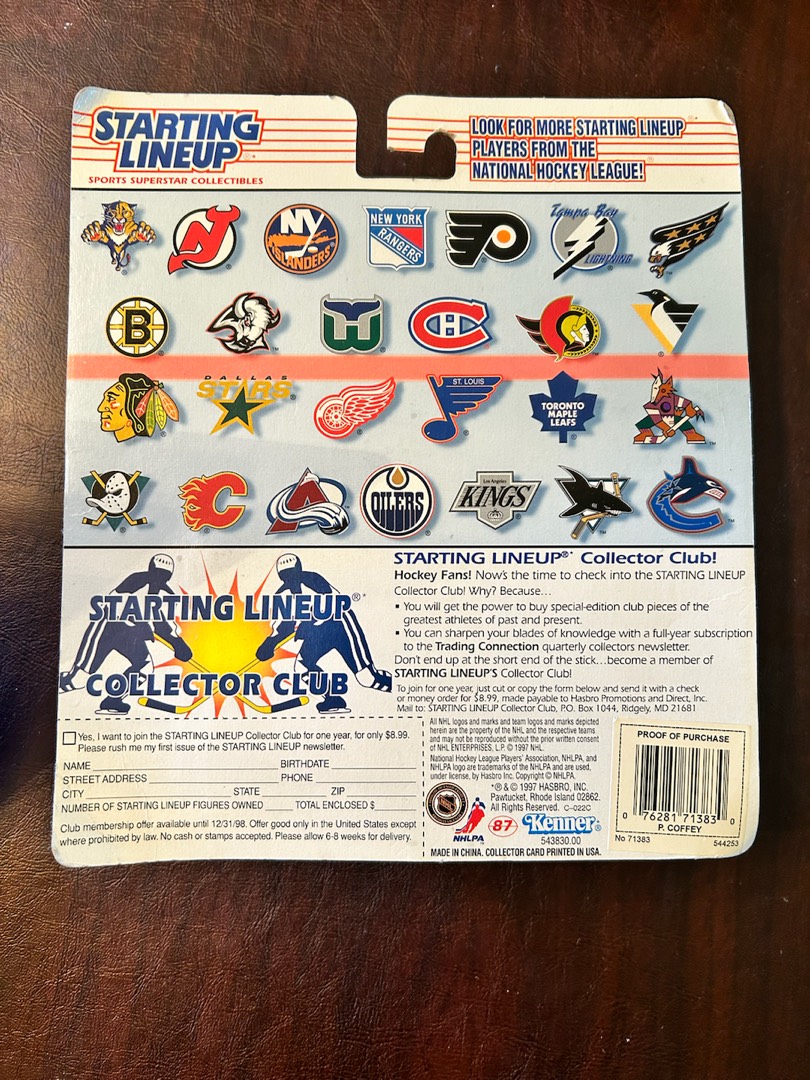 STARTING
LINEUP®*
SPORTS SUPERSTAR COLLECTIBLES
LOOK FOR MORE STARTING LINEUP
PLAYERS FROM THE
NATIONAL HOCKEY LEAGUE!
NY
ISLANDERS
NEW YORK
RANGERS
Tampa Bay
LIGHTNING
B
DALLAS
STARS
ST. LOUIS
TORONTO
MAPLE
LEAFS
OILERS
Los Angeles
KINGS
STARTING LINEUP®*
COLLECTOR CLUB
STARTING LINEUP®* Collector Club!
Hockey Fans! Now's the time to check into the STARTING LINEUP
Collector Club! Why? Because...
▪ You will get the power to buy special-edition club pieces of the
greatest athletes of past and present.
▪ You can sharpen your blades of knowledge with a full-year subscription
to the Trading Connection quarterly collectors newsletter.
Don't end up at the short end of the stick...become a member of
STARTING LINEUP'S Collector Club!
To join for one year, just cut or copy the form below and send it with a check
or money order for $8.99, made payable to Hasbro Promotions and Direct, Inc.
Mail to: STARTING LINEUP Collector Club, P.O. Box 1044, Ridgely, MD 21681
Yes, I want to join the STARTING LINEUP Collector Club for one year, for only $8.99.
Please rush me my first issue of the STARTING LINEUP newsletter.
NAME BIRTHDATE
STREET ADDRESS PHONE
CITY STATE ZIP
NUMBER OF STARTING LINEUP FIGURES OWNED TOTAL ENCLOSED $
Club membership offer available until 12/31/98. Offer good only in the United States except
where prohibited by law. No cash or stamps accepted. Please allow 6-8 weeks for delivery.
All NHL logos and marks and team logos and marks depicted
herein are the property of the NHL and the respective teams
and may not be reproduced without the prior written consent
of NHL ENTERPRISES, L.P. © 1997 NHL.
National Hockey League Players' Association, NHLPA, and
NHLPA logo are trademarks of the NHLPA and are used,
under license, by Hasbro Inc. Copyright © NHLPA.
*® & © 1997 HASBRO, INC.
Pawtucket, Rhode Island 02862.
All Rights Reserved. C-022C
NHLPA
87
Kenner®
543830.00
MADE IN CHINA. COLLECTOR CARD PRINTED IN USA.
PROOF OF PURCHASE
0 76281 71383 0
P. COFFEY
No 71383
544253